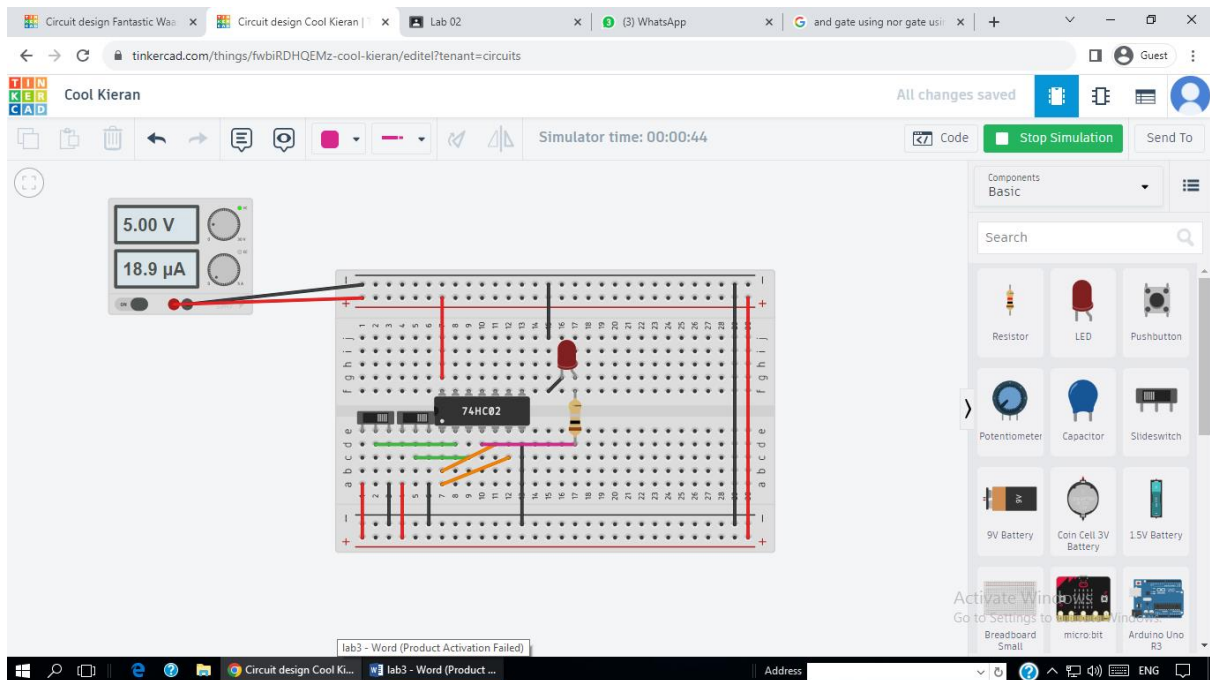 Circuit design Fantastic Waa
Circuit design Cool Kieran | T
Lab 02
(3) WhatsApp
and gate using nor gate usin
tinkercad.com/things/fwbiRDHQEMz-cool-kieran/editel?tenant=circuits
Guest
TIN
KER
CAD
Cool Kieran
All changes saved
Simulator time: 00:00:44
Code
Stop Simulation
Send To
Components
Basic
Search
5.00 V
18.9 µA
74HC02
Resistor
LED
Pushbutton
Potentiometer
Capacitor
Slideswitch
9V
9V Battery
Coin Cell 3V
Battery
1.5V Battery
Activate Windows
Go to Settings to
Breadboard
Small
micro:bit
Arduino Uno
R3
lab3 - Word (Product Activation Failed)
Circuit design Cool Ki...
lab3 - Word (Product ...
Address
ENG